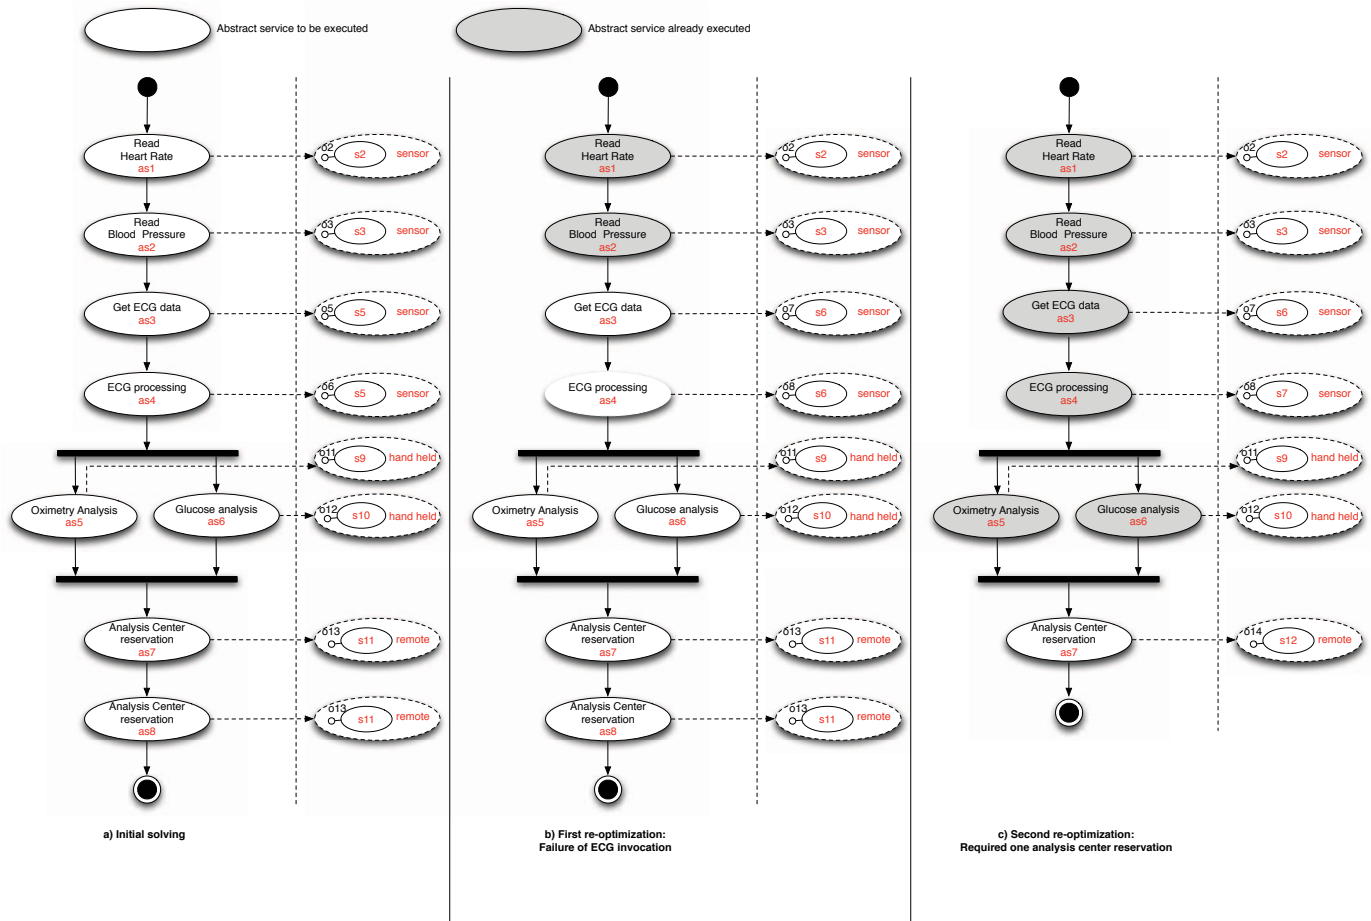 Abstract service to be executed
Abstract service already executed
Read
Heart Rate
as1
o2
s2
sensor
Read
Blood Pressure
as2
o3
s3
sensor
Get ECG data
as3
o5
s5
sensor
ECG processing
as4
o6
s5
sensor
o11
s9
hand held
Oximetry Analysis
as5
Glucose analysis
as6
o12
s10
hand held
Analysis Center
reservation
as7
o13
s11
remote
Analysis Center
reservation
as8
o13
s11
remote
a) Initial solving
Read
Heart Rate
as1
o2
s2
sensor
Read
Blood Pressure
as2
o3
s3
sensor
Get ECG data
as3
o7
s6
sensor
ECG processing
as4
o8
s6
sensor
o11
s9
hand held
Oximetry Analysis
as5
Glucose analysis
as6
o12
s10
hand held
Analysis Center
reservation
as7
o13
s11
remote
Analysis Center
reservation
as8
o13
s11
remote
b) First re-optimization:
Failure of ECG invocation
Read
Heart Rate
as1
o2
s2
sensor
Read
Blood Pressure
as2
o3
s3
sensor
Get ECG data
as3
o7
s6
sensor
ECG processing
as4
o8
s7
sensor
o11
s9
hand held
Oximetry Analysis
as5
Glucose analysis
as6
o12
s10
hand held
Analysis Center
reservation
as7
o14
s12
remote
c) Second re-optimization:
Required one analysis center reservation